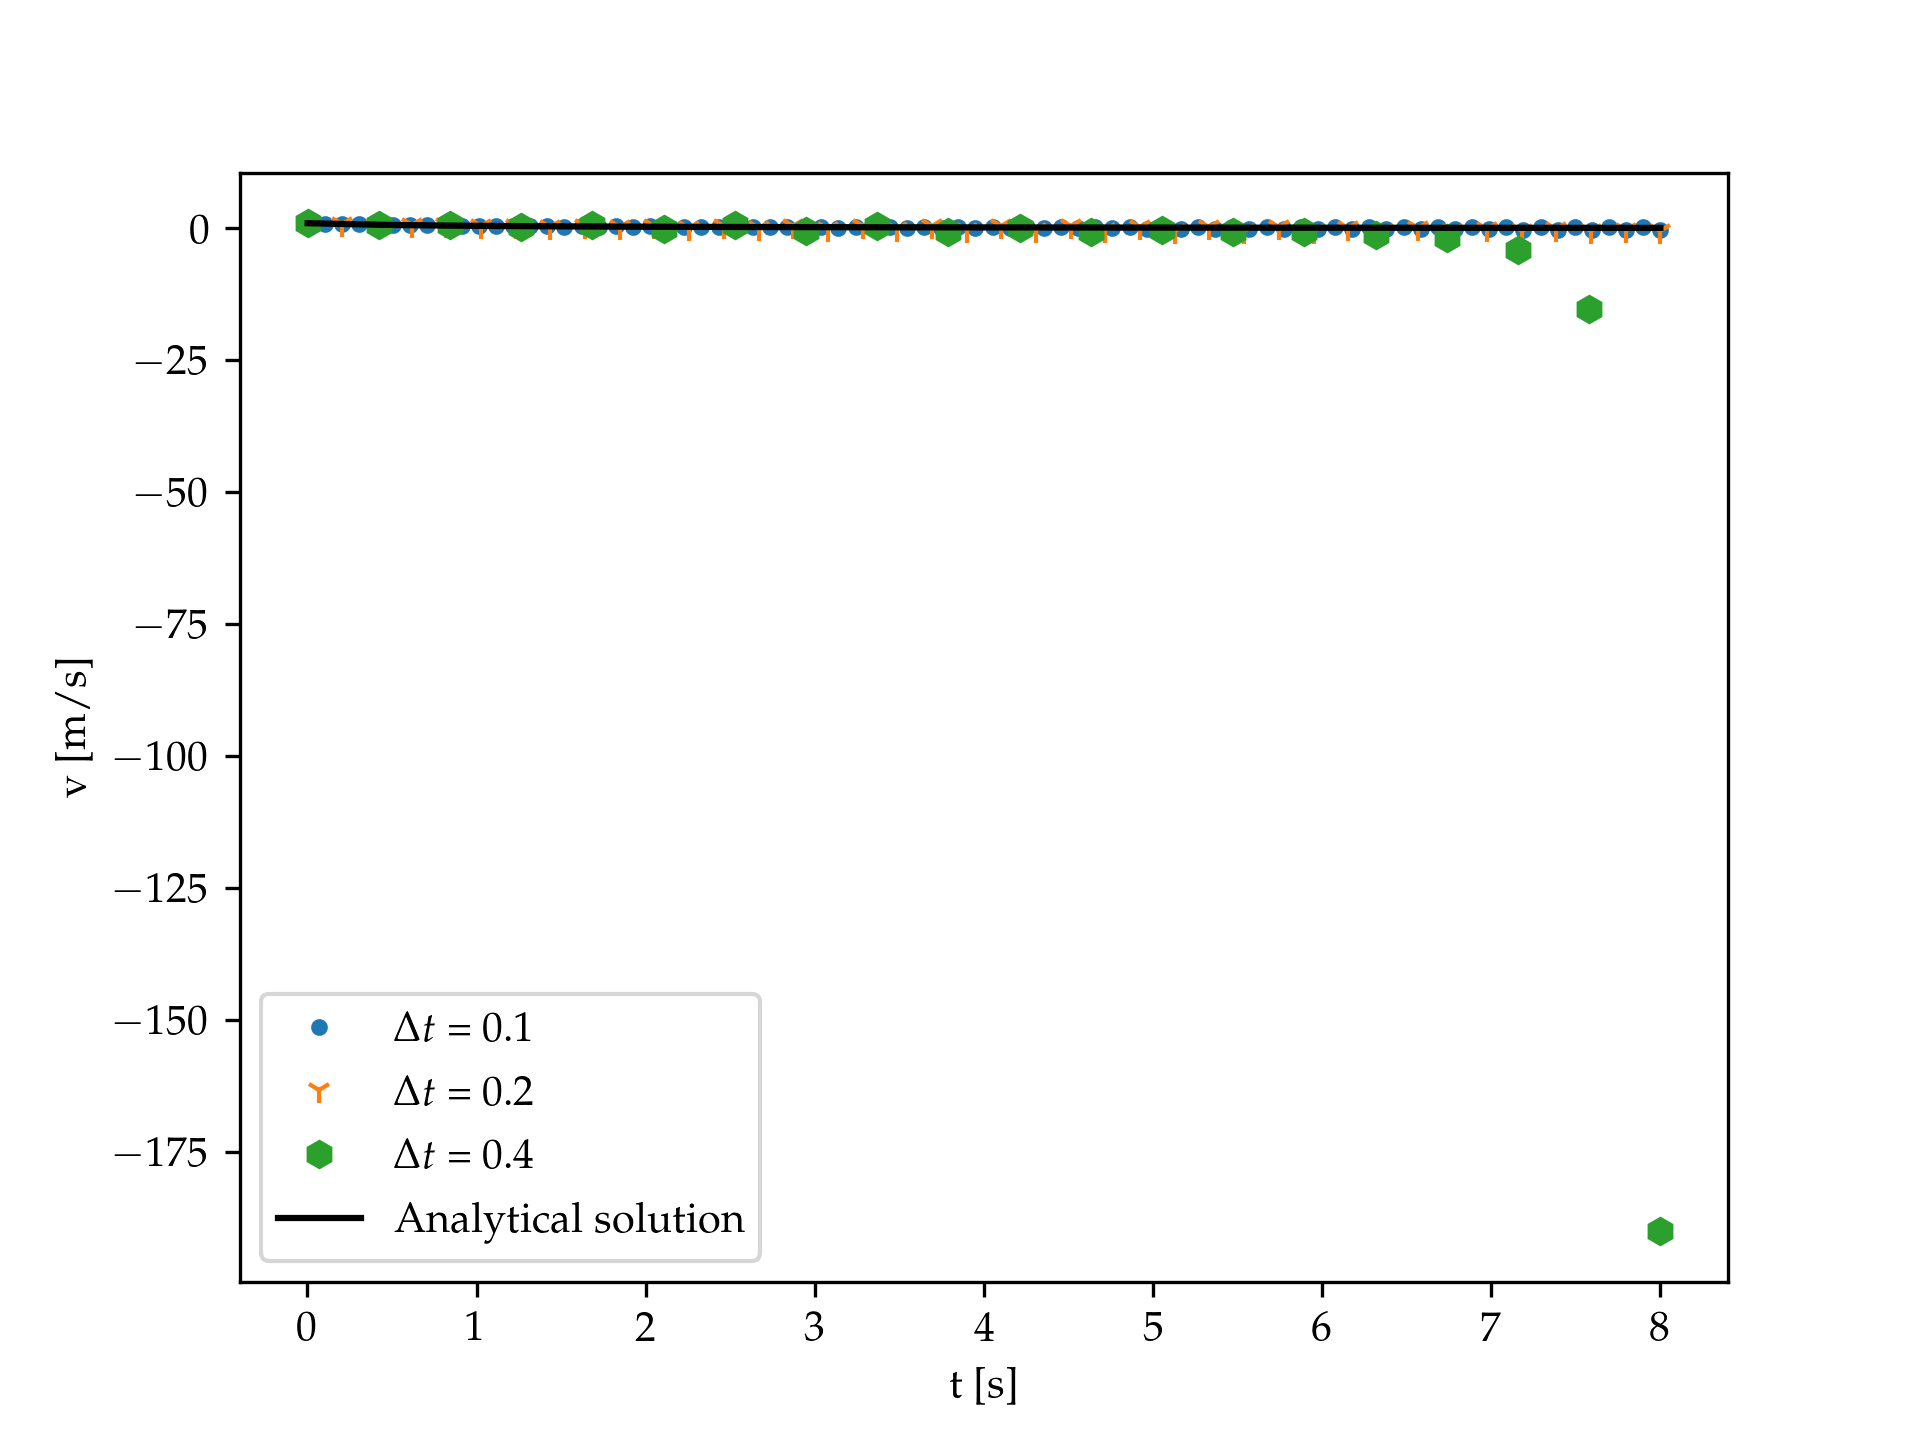 0
−25
−50
−75
−100
−125
−150
−175
v [m/s]
Δt = 0.1
Δt = 0.2
Δt = 0.4
Analytical solution
0 1 2 3 4 5 6 7 8
t [s]